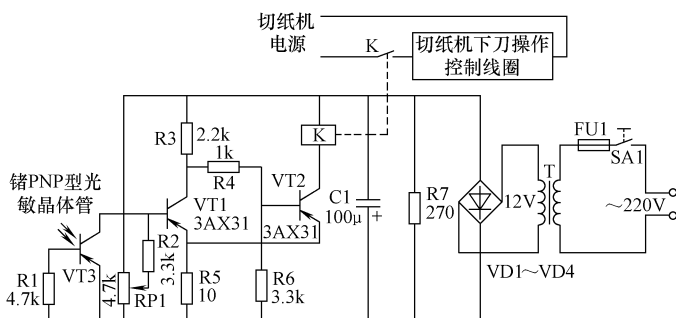 切纸机
电源
K
切纸机下刀操作
控制线圈
R3
2.2k
1k
R4
K
锗PNP型光
敏晶体管
VT1
3AX31
VT2
3AX31
C1
100μ
+
R7
270
12V
T
FU1
SA1
～220V
VT3
R1
4.7k
4.7k
RP1
R2
3.3k
R5
10
R6
3.3k
VD1～VD4